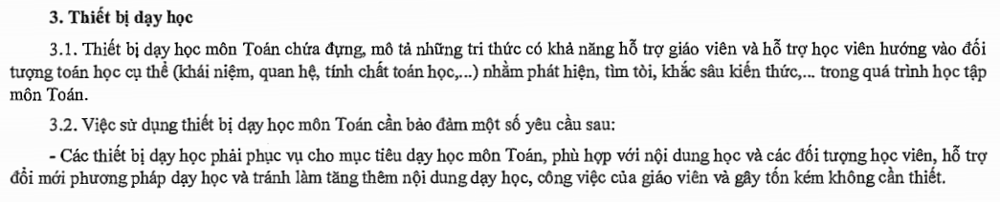 3. Thiết bị dạy học
3.1. Thiết bị dạy học môn Toán chứa đựng, mô tả những tri thức có khả năng hỗ trợ giáo viên và hỗ trợ học viên hướng vào đối
tượng toán học cụ thể (khái niệm, quan hệ, tính chất toán học,...) nhằm phát hiện, tìm tòi, khắc sâu kiến thức,... trong quá trình học tập
môn Toán.
3.2. Việc sử dụng thiết bị dạy học môn Toán cần bảo đảm một số yêu cầu sau:
- Các thiết bị dạy học phải phục vụ cho mục tiêu dạy học môn Toán, phù hợp với nội dung học và các đối tượng học viên, hỗ trợ
đổi mới phương pháp dạy học và tránh làm tăng thêm nội dung dạy học, công việc của giáo viên và gây tốn kém không cần thiết.